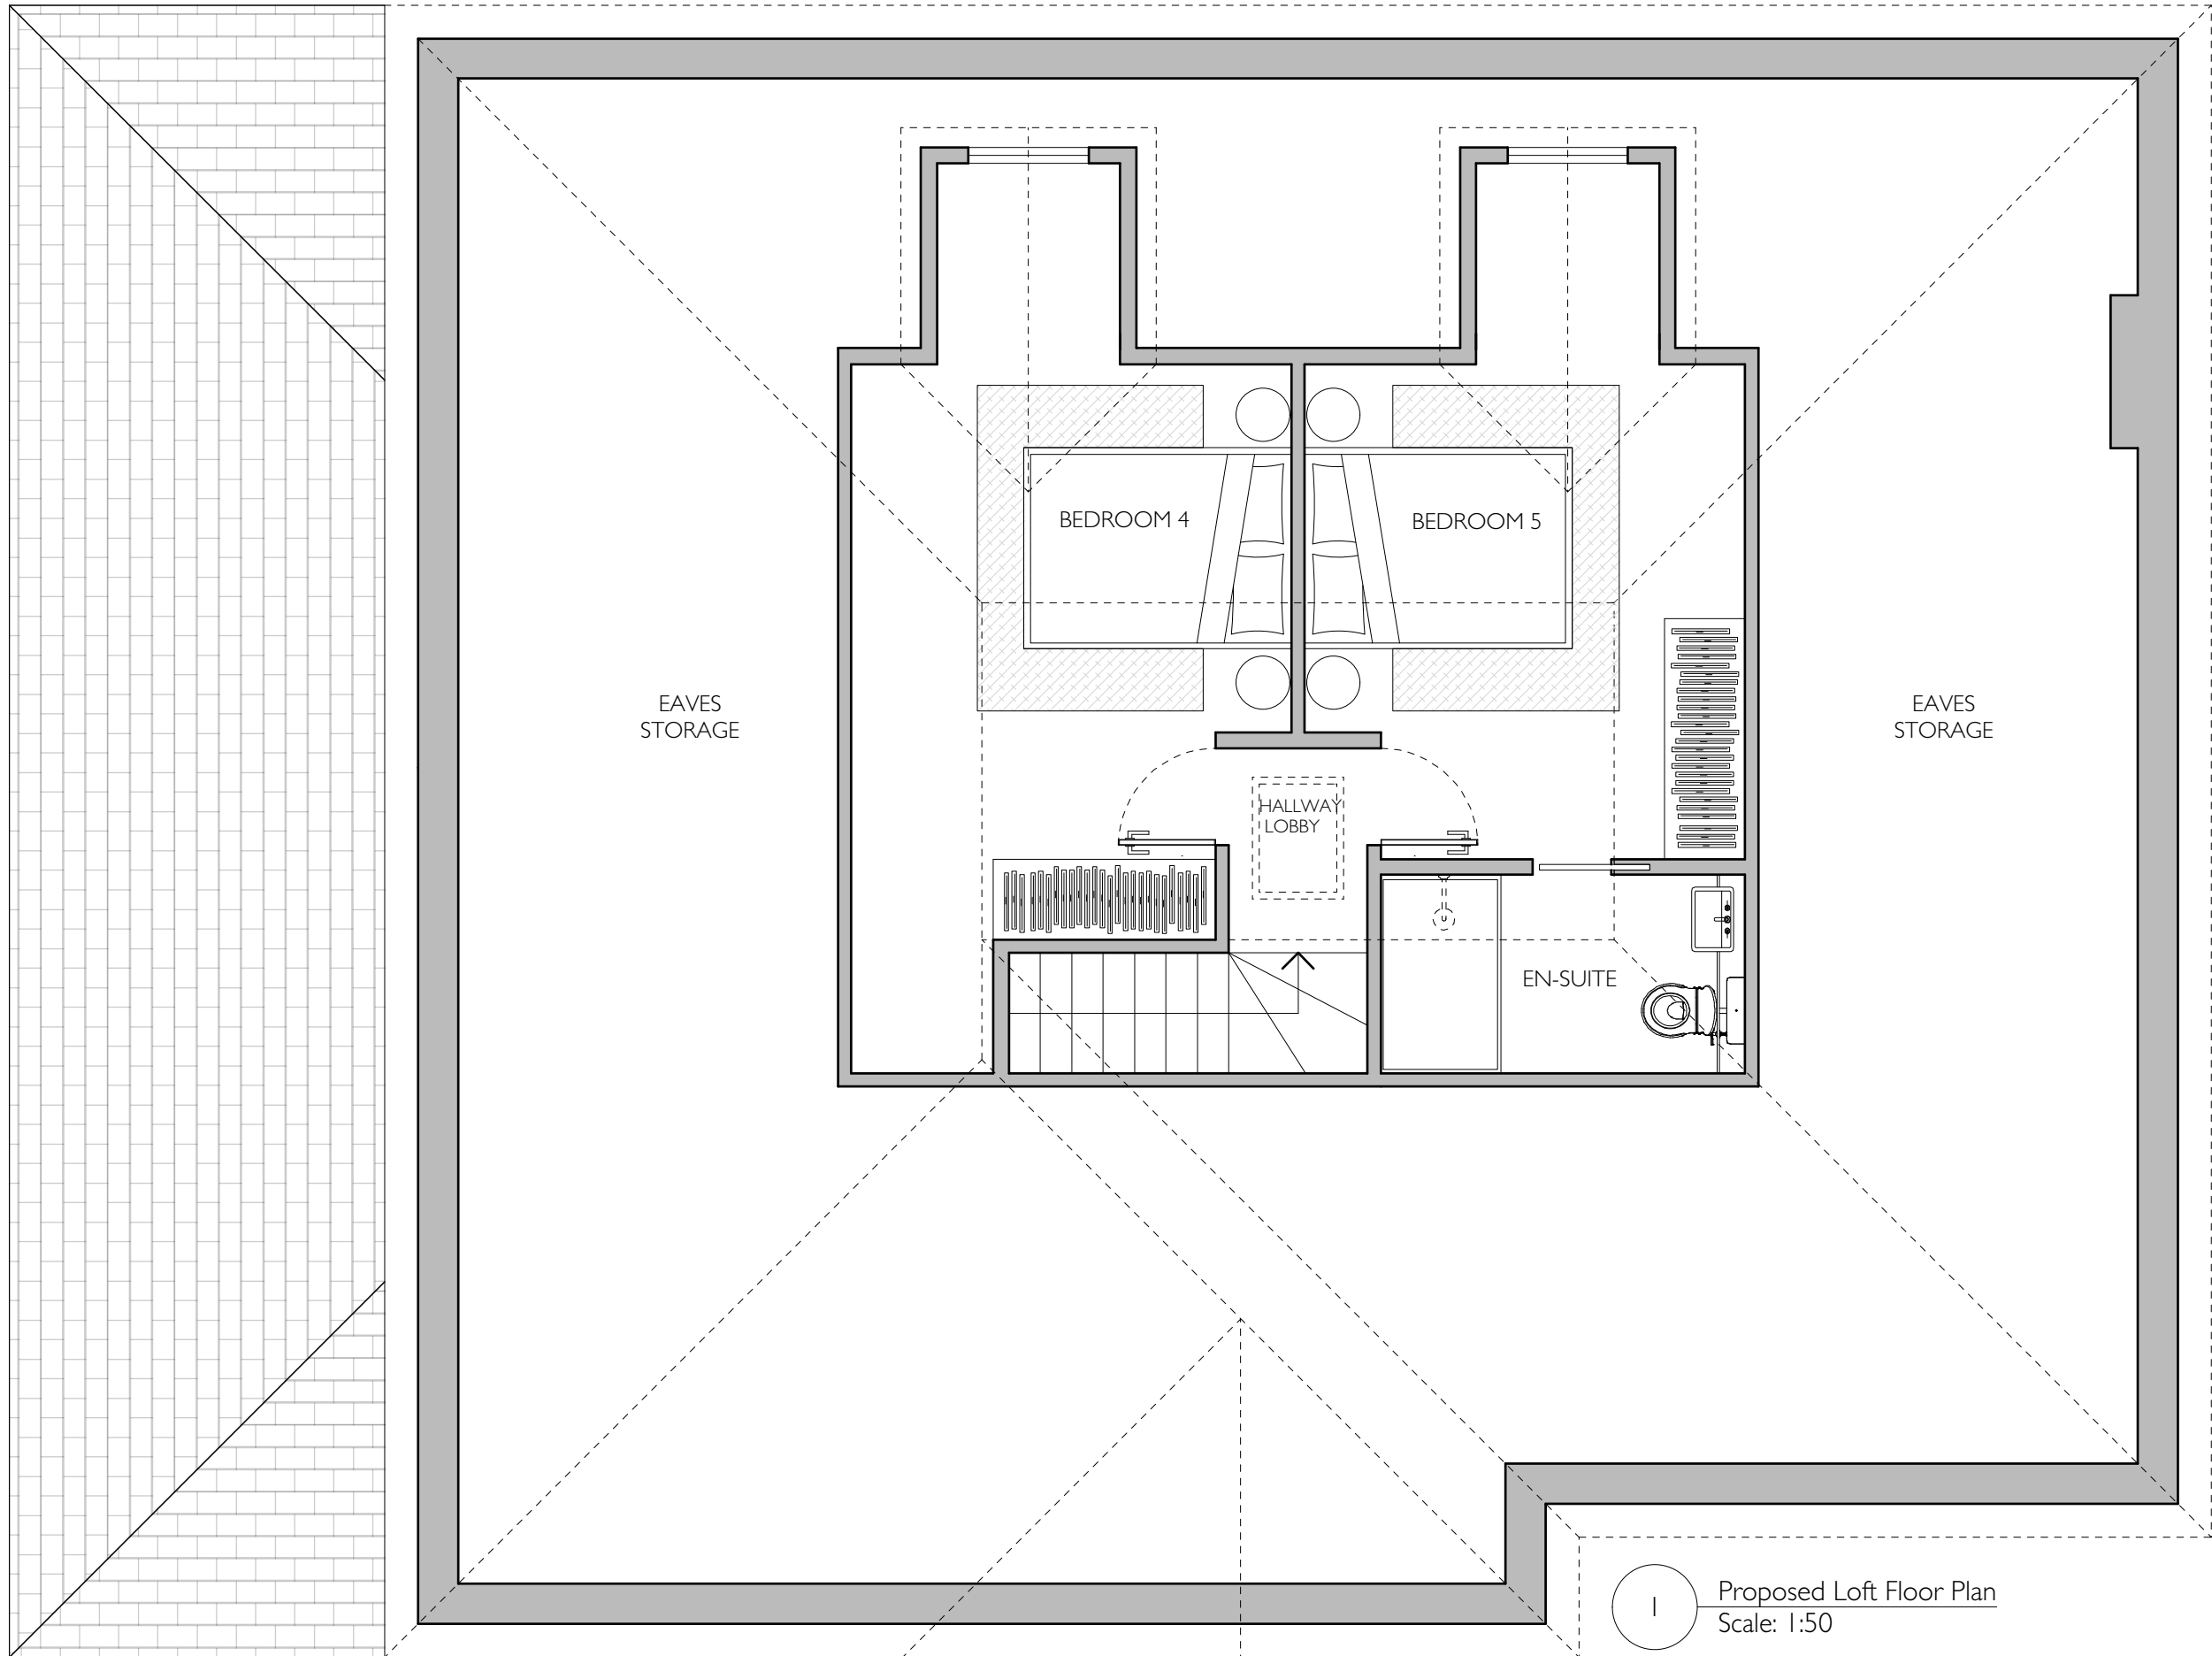 BEDROOM 4
BEDROOM 5
EAVES
STORAGE
EAVES
STORAGE
HALLWAY
LOBBY
EN-SUITE
1
Proposed Loft Floor Plan
Scale: 1:50